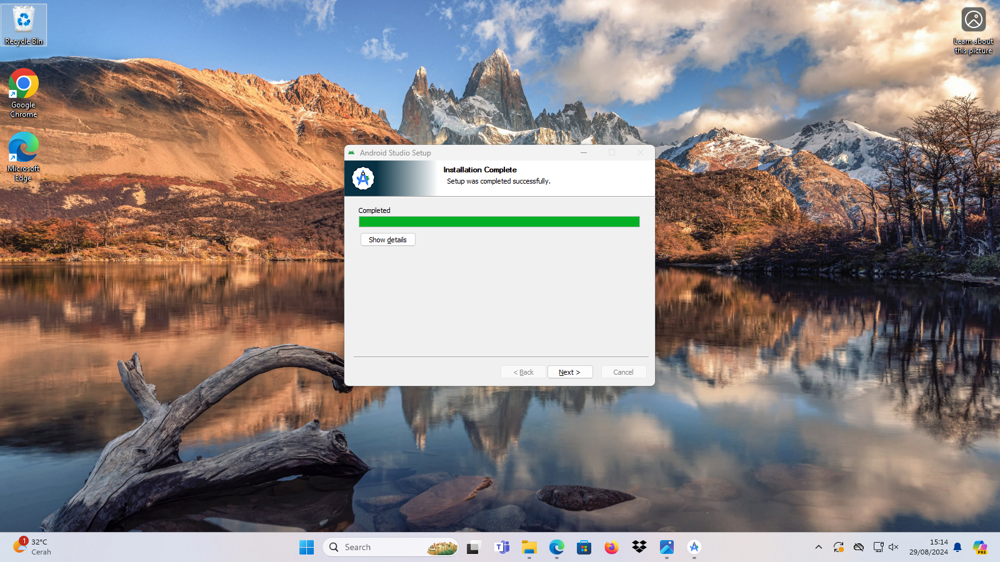 Recycle Bin
Google
Chrome
Microsoft
Edge
Learn about
this picture
Android Studio Setup
Installation Complete
Setup was completed successfully.
Completed
Show details
< Back
Next >
Cancel
1
32°C
Cerah
Search
PRE
15:14
29/08/2024